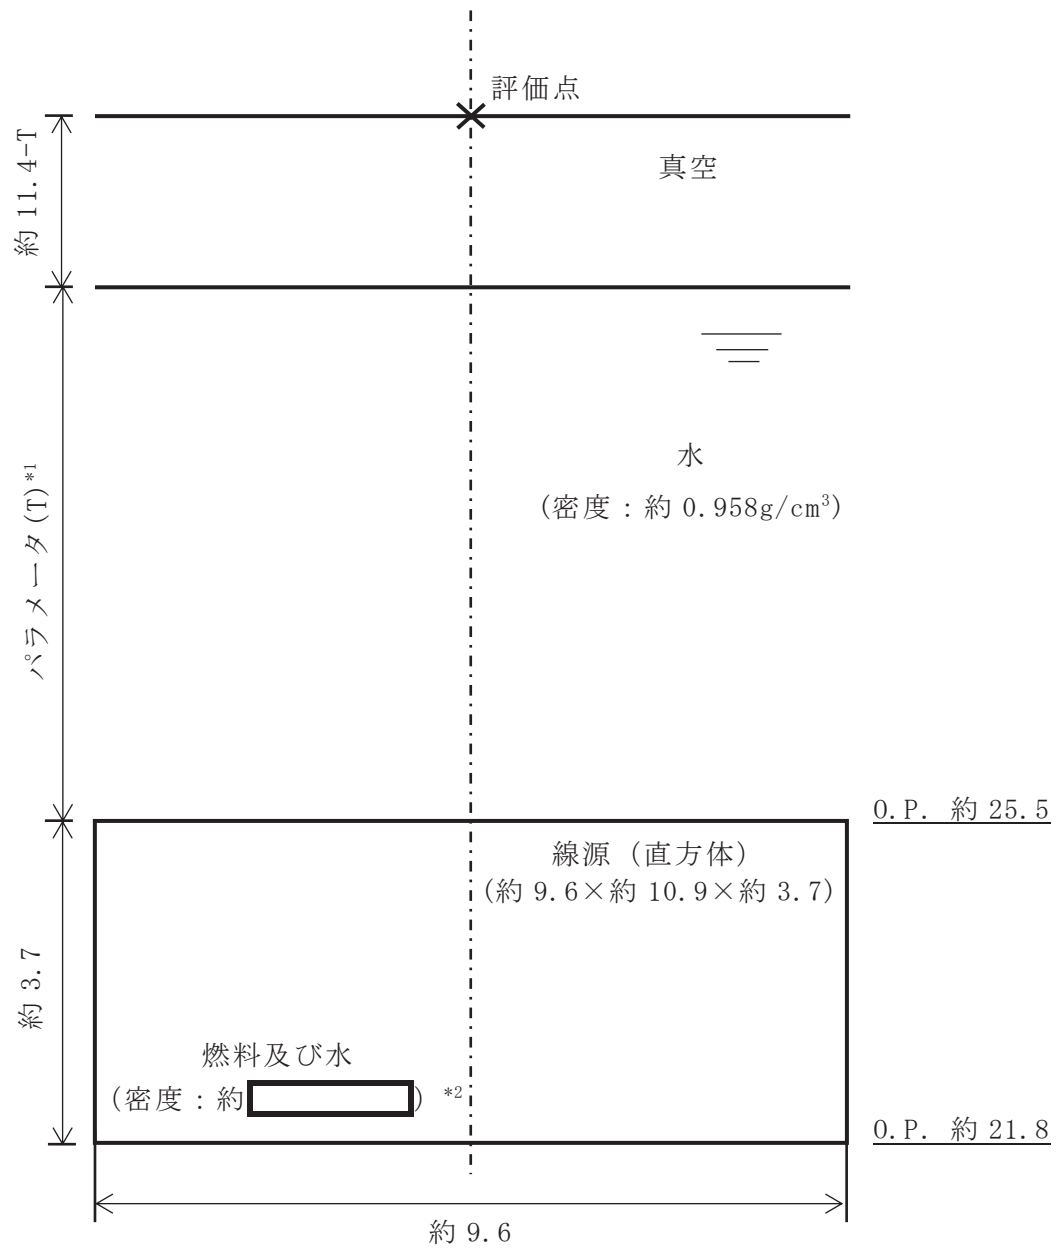 評価点
約 11.4-T
真空
パラメータ(T)*1
水
(密度：約 0.958g/cm³)
O.P. 約 25.5
線源（直方体）
(約 9.6×約 10.9×約 3.7)
約 3.7
燃料及び水
(密度：約 ) *2
O.P. 約 21.8
約 9.6